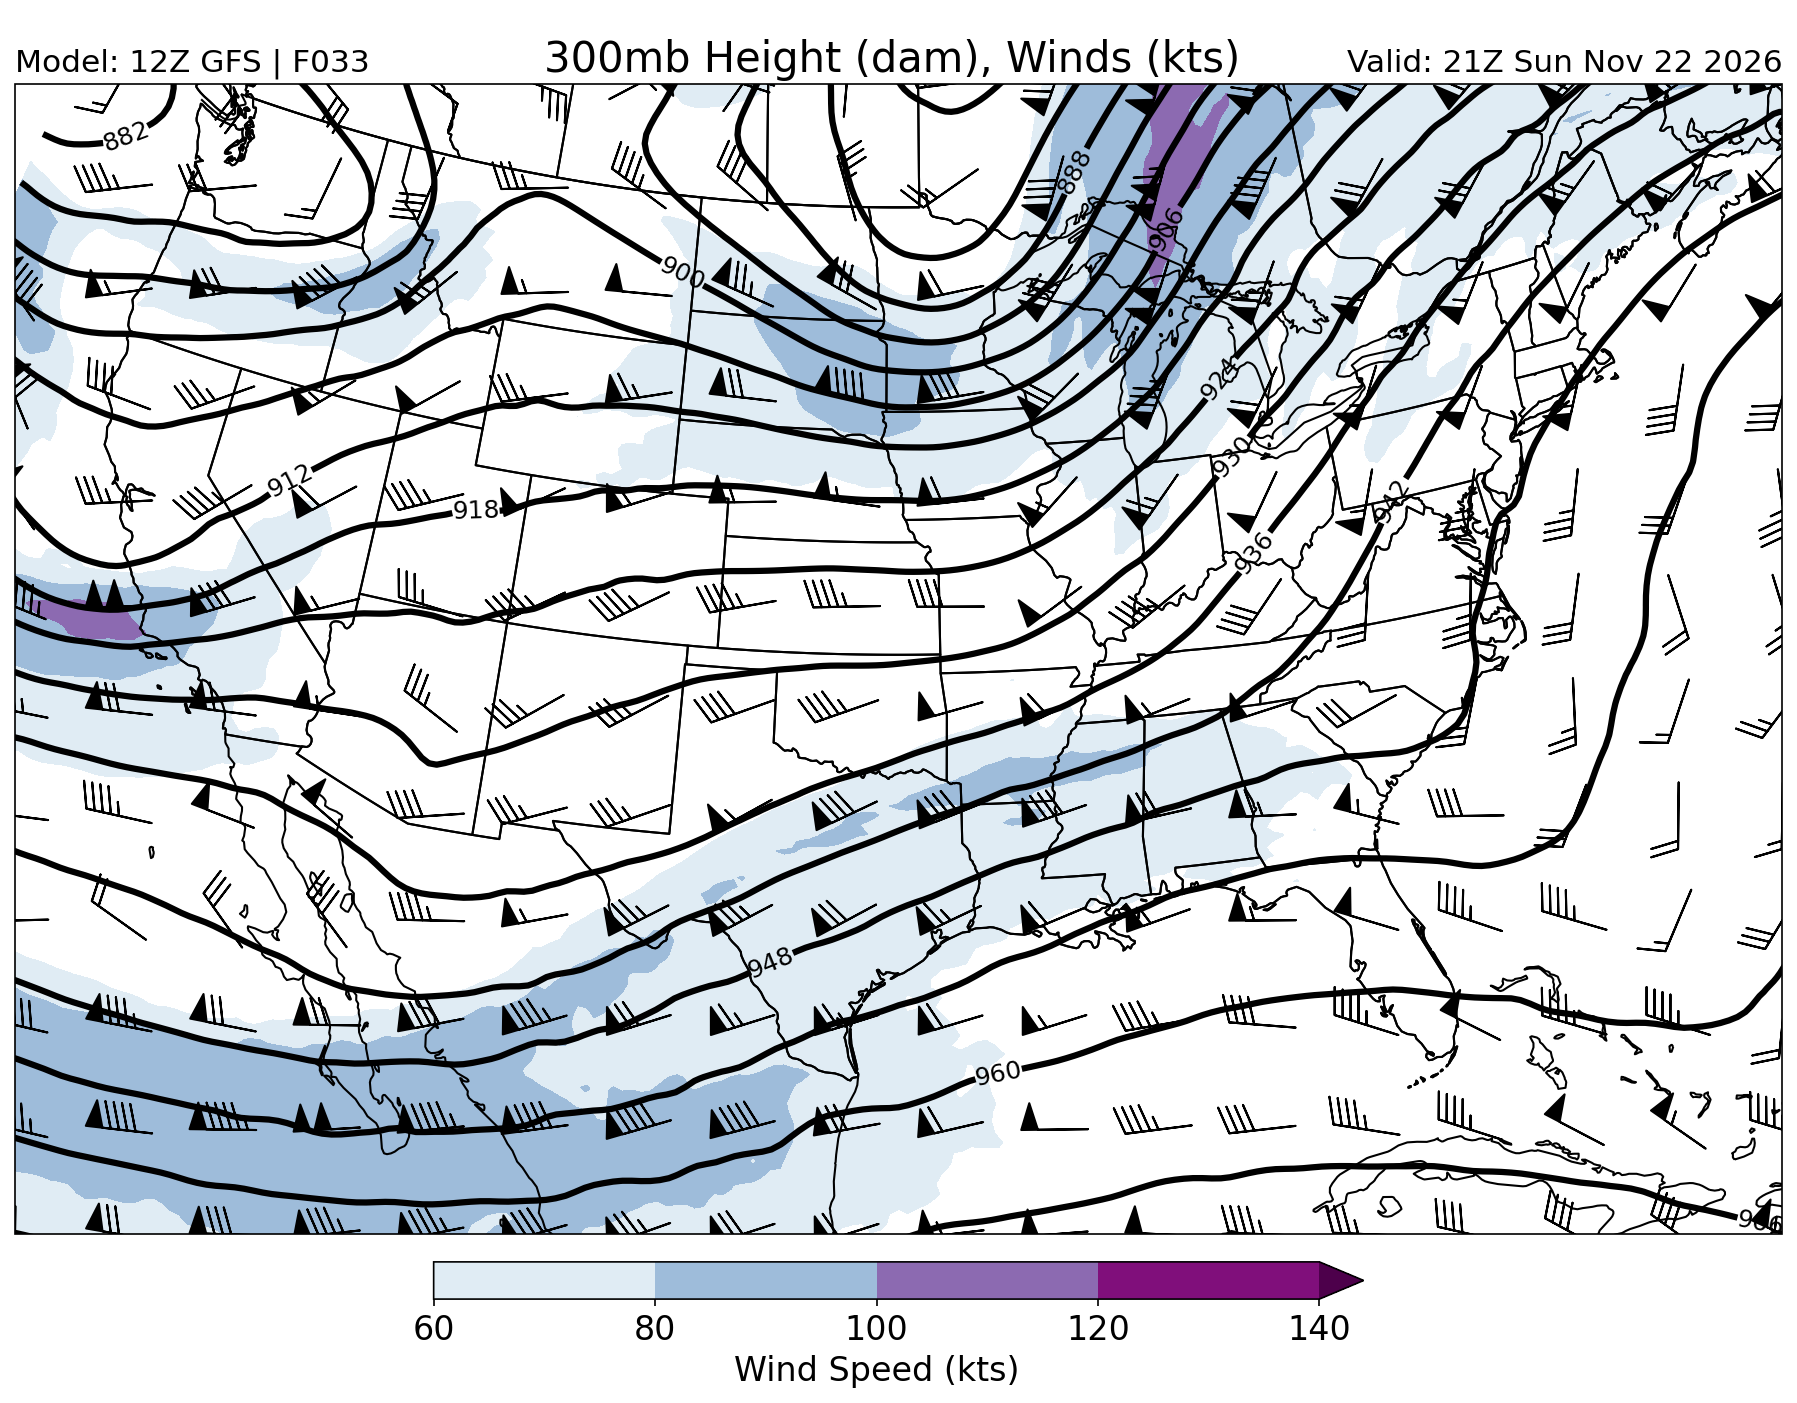 Model: 12Z GFS | F033
300mb Height (dam), Winds (kts)
Valid: 21Z Sun Nov 22 2026
882
888
906
900
924
930
912
918
942
936
948
960
966
60 80 100 120 140
Wind Speed (kts)